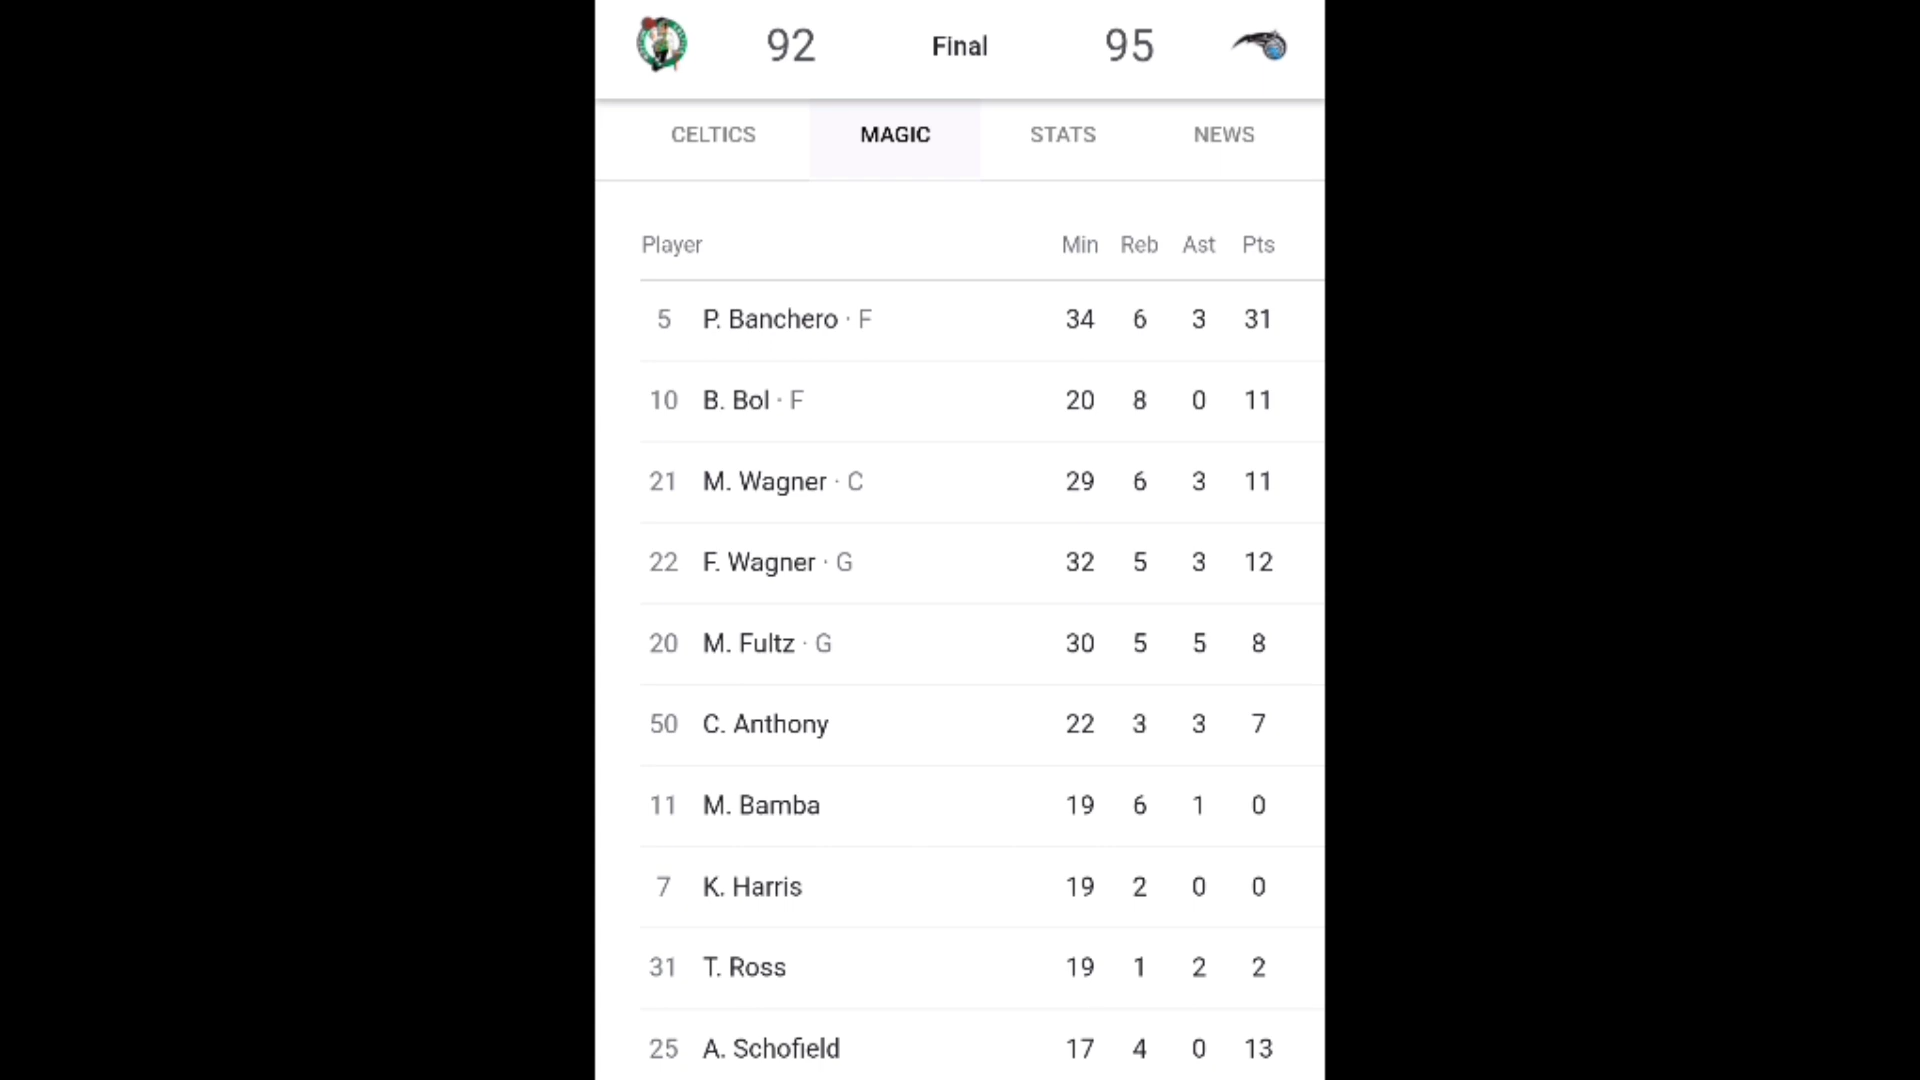 92 Final 95
CELTICS MAGIC STATS NEWS
Player Min Reb Ast Pts
5 P. Banchero · F 34 6 3 31
10 B. Bol · F 20 8 0 11
21 M. Wagner · C 29 6 3 11
22 F. Wagner · G 32 5 3 12
20 M. Fultz · G 30 5 5 8
50 C. Anthony 22 3 3 7
11 M. Bamba 19 6 1 0
7 K. Harris 19 2 0 0
31 T. Ross 19 1 2 2
25 A. Schofield 17 4 0 13